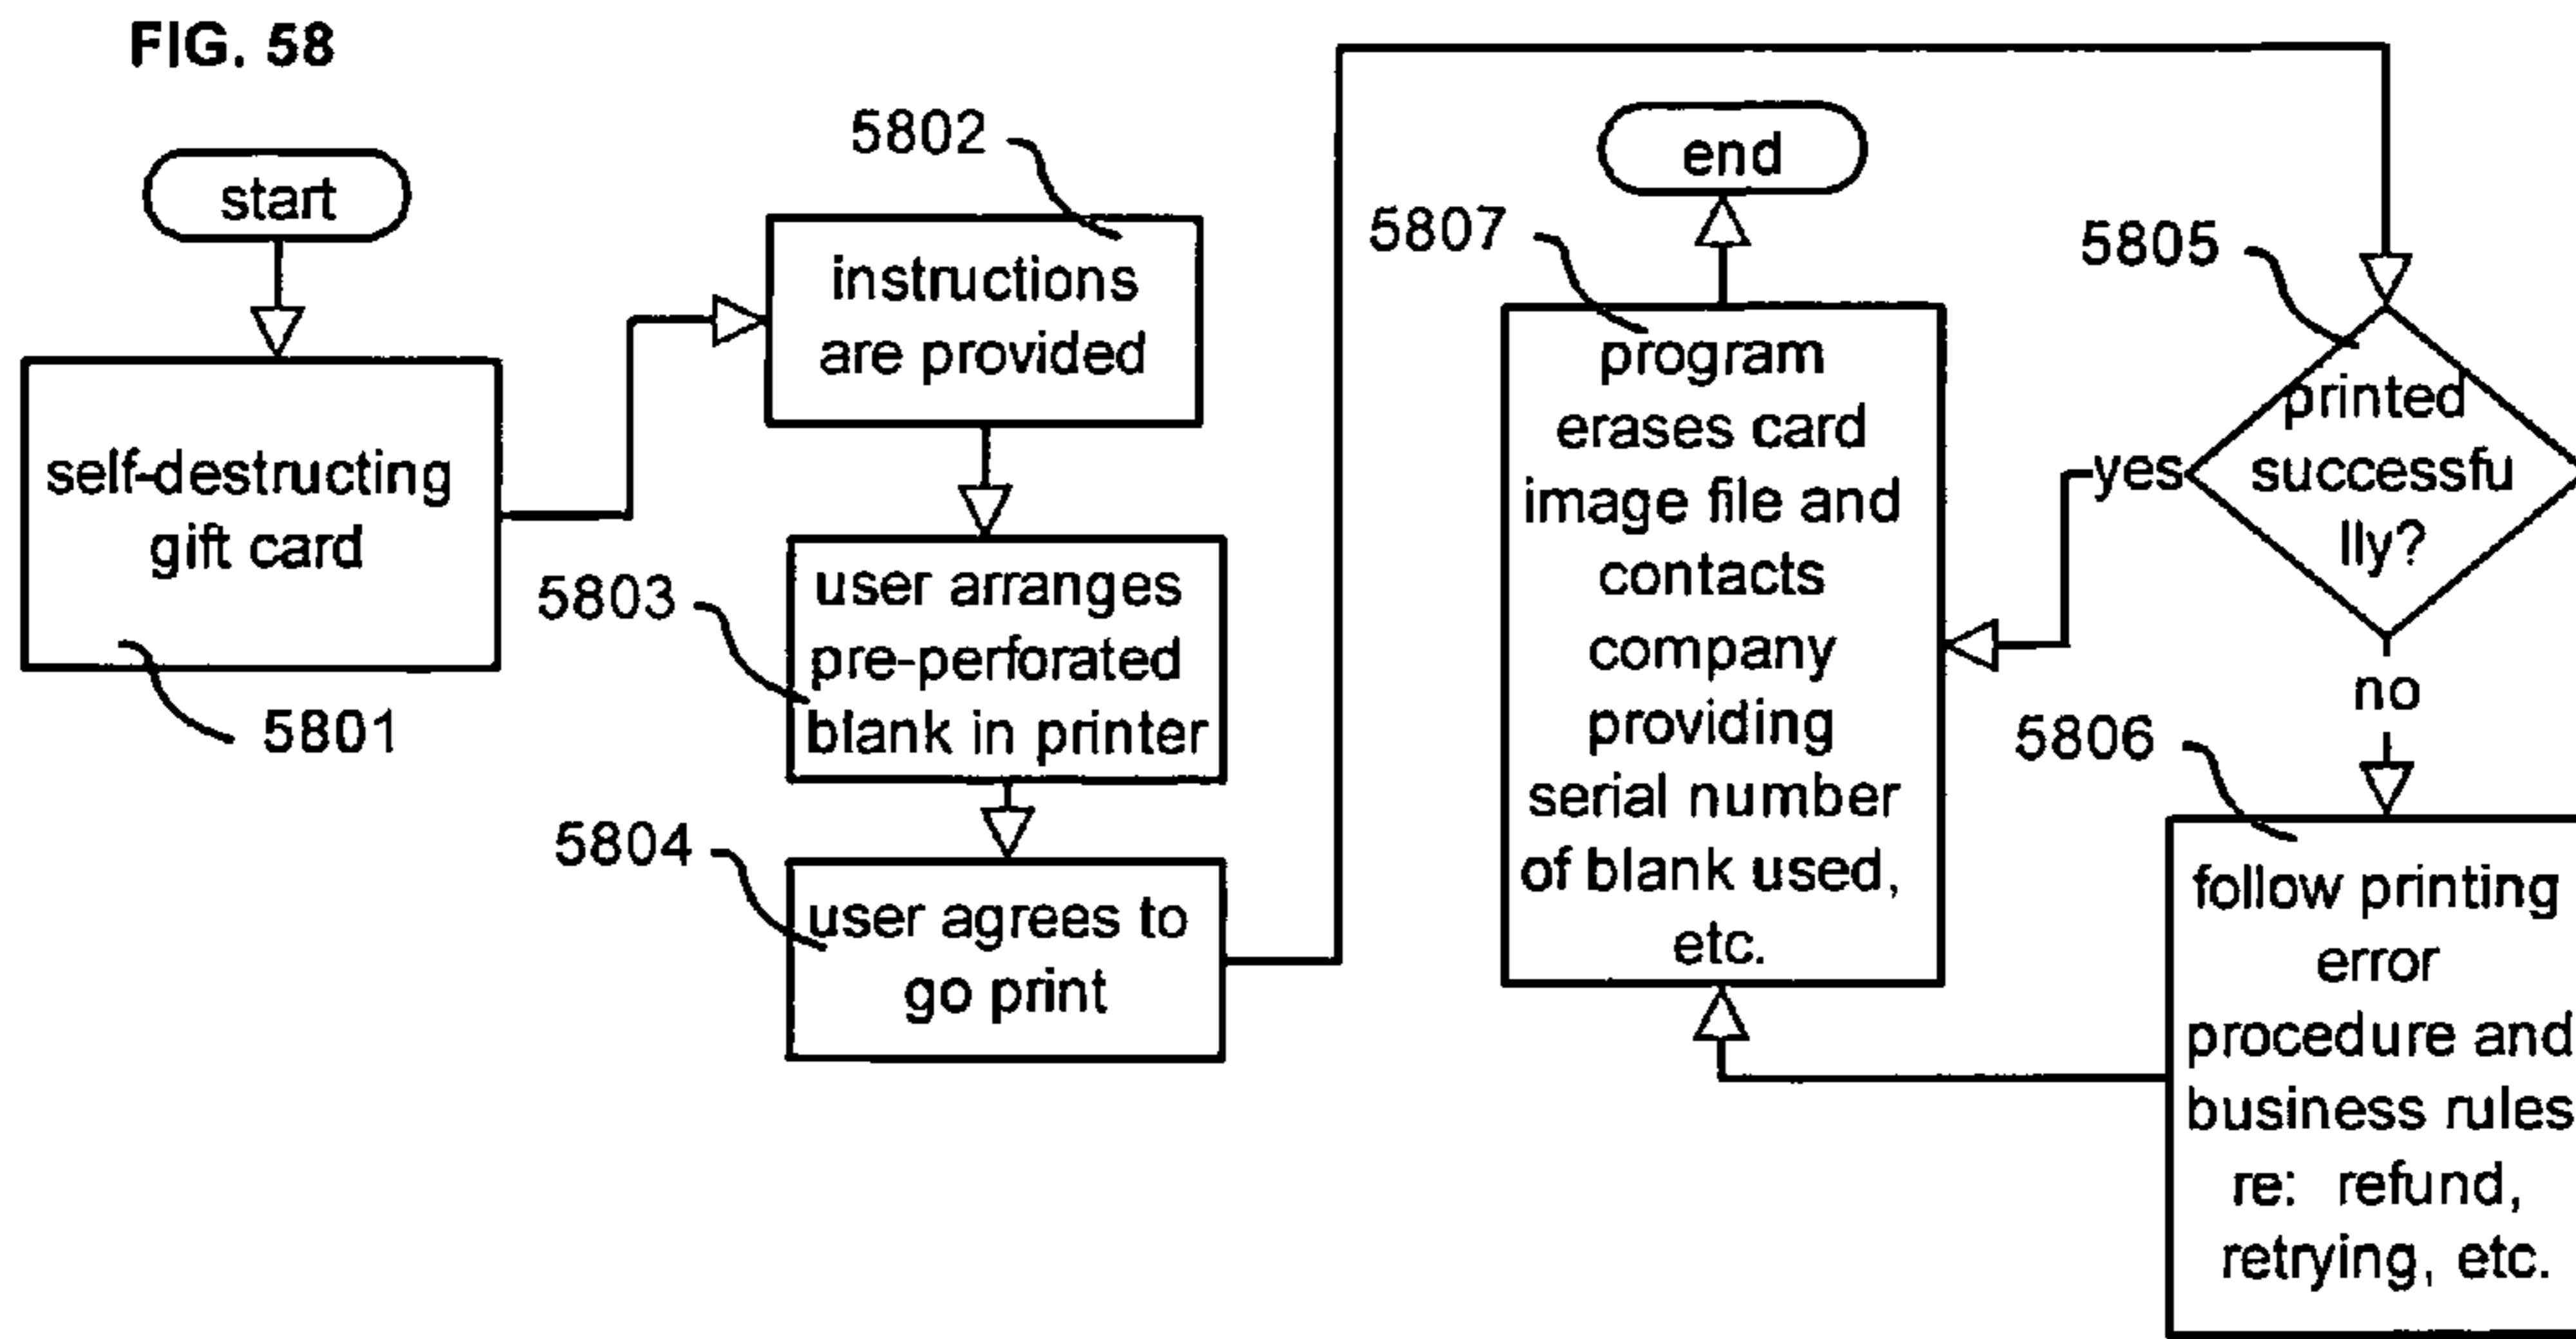 FIG. 58
start
self-destructing
gift card
5801
5802
instructions
are provided
5803
user arranges
pre-perforated
blank in printer
5804
user agrees to
go print
5805
printed
successfu
lly?
yes
no
5806
follow printing
error
procedure and
business rules
re: refund,
retrying, etc.
5807
program
erases card
image file and
contacts
company
providing
serial number
of blank used,
etc.
end